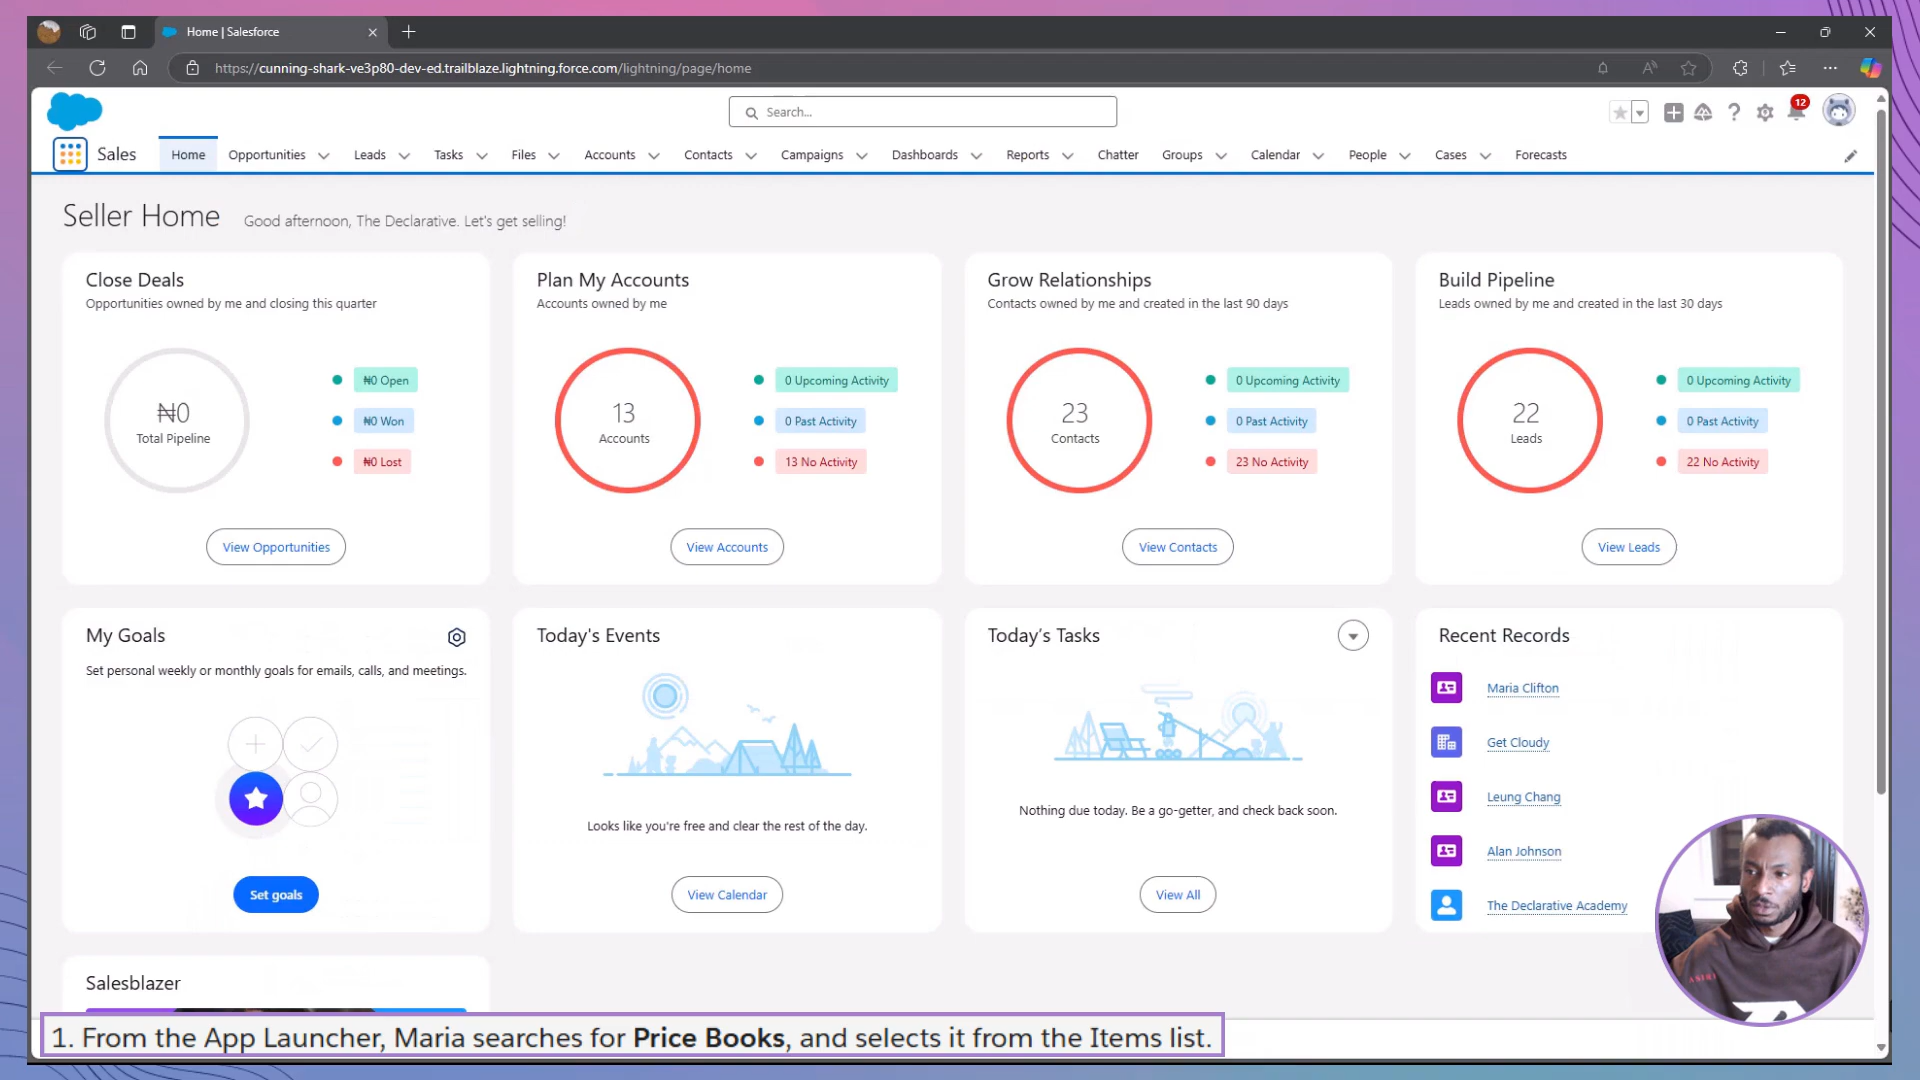 Home | Salesforce
https://cunning-shark-ve3p80-dev-ed.trailblaze.lightning.force.com/lightning/page/home
Search...
12
Sales
Home
Opportunities
Leads
Tasks
Files
Accounts
Contacts
Campaigns
Dashboards
Reports
Chatter
Groups
Calendar
People
Cases
Forecasts
Seller Home
Good afternoon, The Declarative. Let's get selling!
Close Deals
Opportunities owned by me and closing this quarter
₦0
Total Pipeline
₦0 Open
₦0 Won
₦0 Lost
View Opportunities
Plan My Accounts
Accounts owned by me
13
Accounts
0 Upcoming Activity
0 Past Activity
13 No Activity
View Accounts
Grow Relationships
Contacts owned by me and created in the last 90 days
23
Contacts
0 Upcoming Activity
0 Past Activity
23 No Activity
View Contacts
Build Pipeline
Leads owned by me and created in the last 30 days
22
Leads
0 Upcoming Activity
0 Past Activity
22 No Activity
View Leads
My Goals
Set personal weekly or monthly goals for emails, calls, and meetings.
Set goals
Today's Events
Looks like you're free and clear the rest of the day.
View Calendar
Today’s Tasks
Nothing due today. Be a go-getter, and check back soon.
View All
Recent Records
Maria Clifton
Get Cloudy
Leung Chang
Alan Johnson
The Declarative Academy
Salesblazer
1. From the App Launcher, Maria searches for Price Books, and selects it from the Items list.